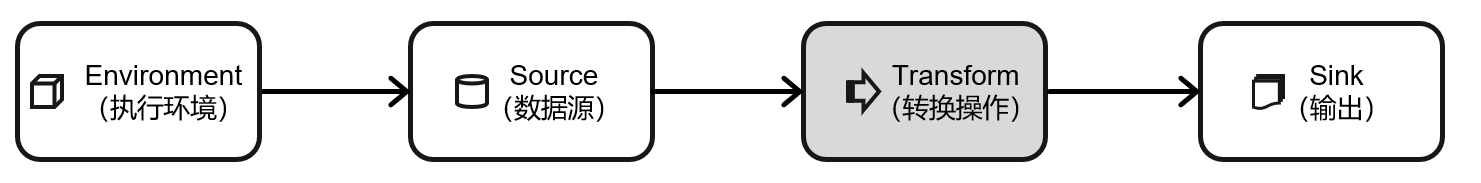 Environment
（执行环境）
Source
（数据源）
Transform
（转换操作）
Sink
（输出）